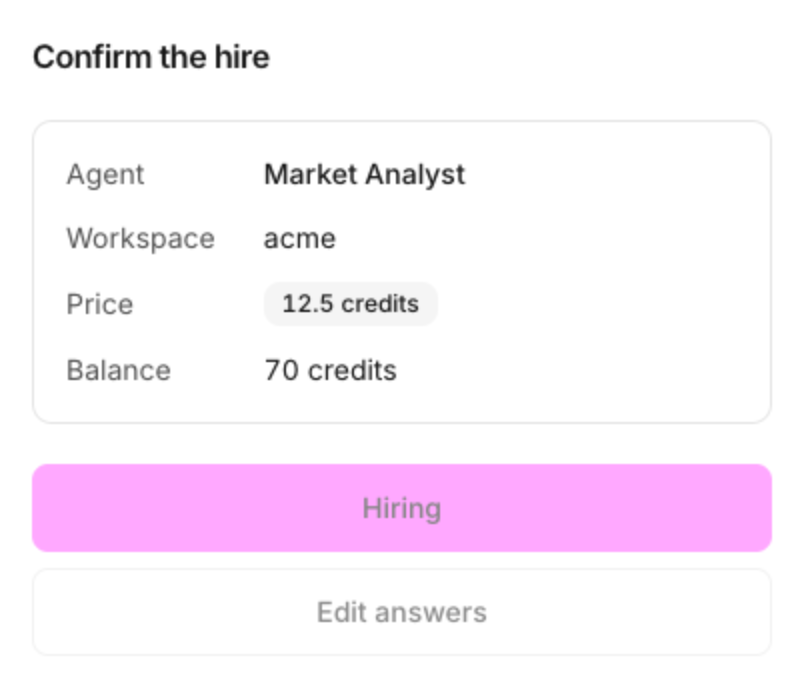 Confirm the hire
Agent Market Analyst
Workspace acme
Price 12.5 credits
Balance 70 credits
Hiring
Edit answers